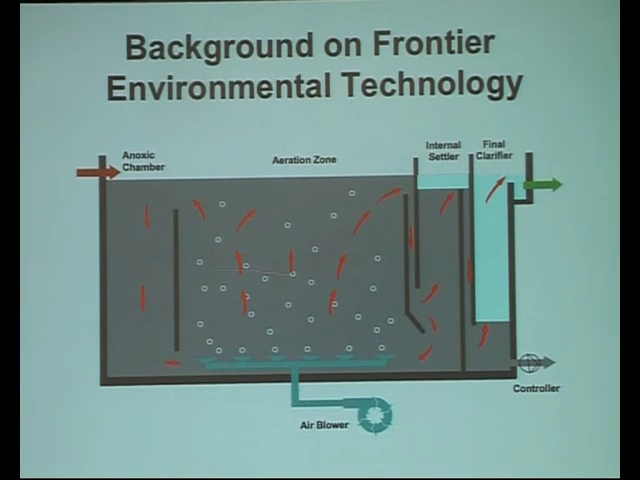 Background on Frontier
Environmental Technology
Anoxic
Chamber
Aeration Zone
Internal
Settler
Final
Clarifier
Controller
Air Blower